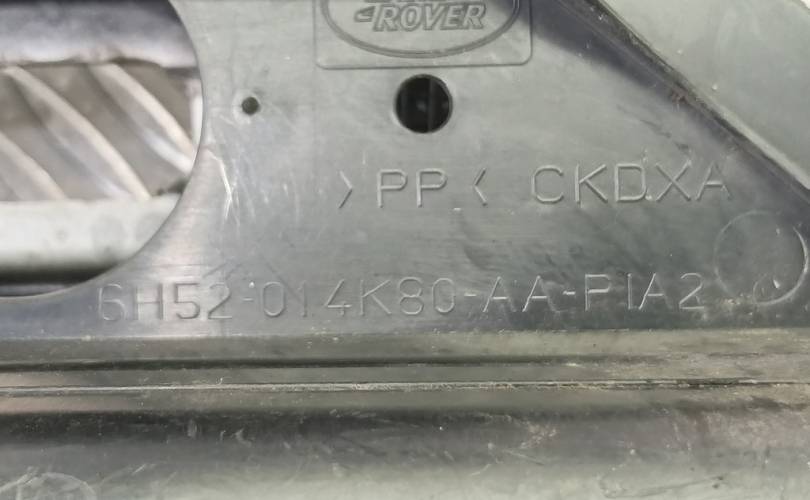 ROVER
>PP< CKDXA
6H52-014K80-AA-PIA2